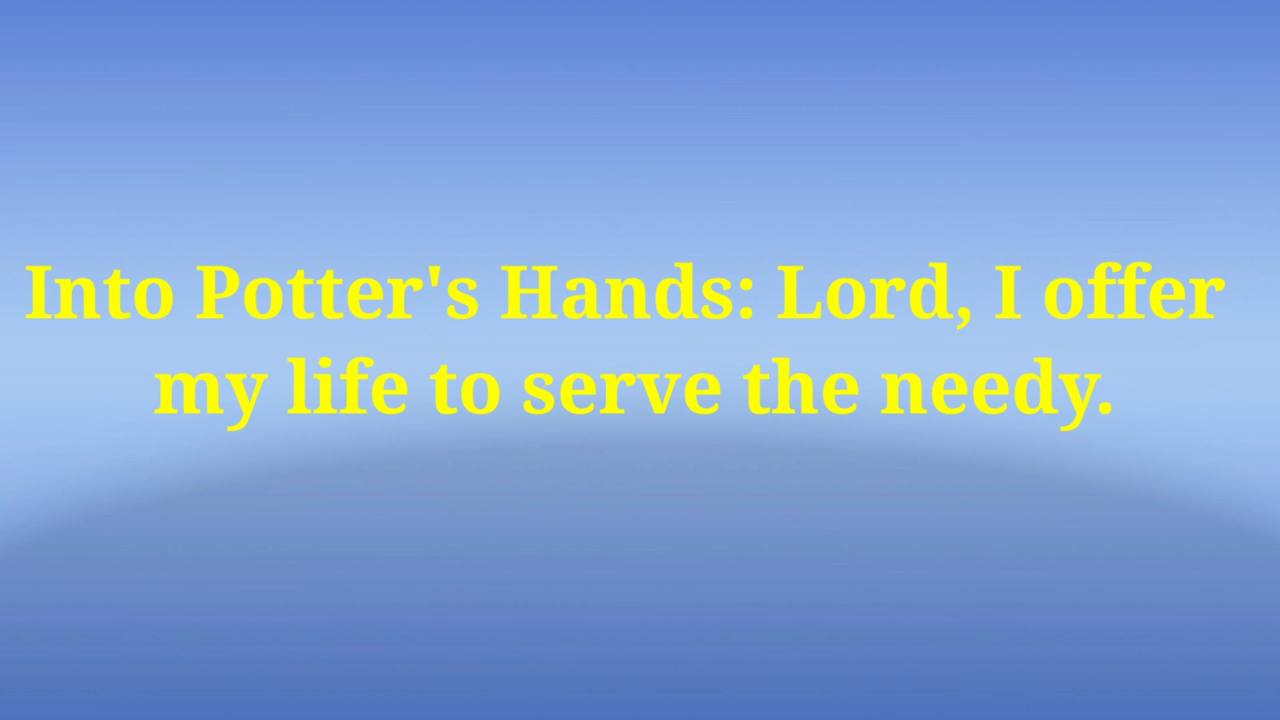 Into Potter's Hands: Lord, I offer
my life to serve the needy.